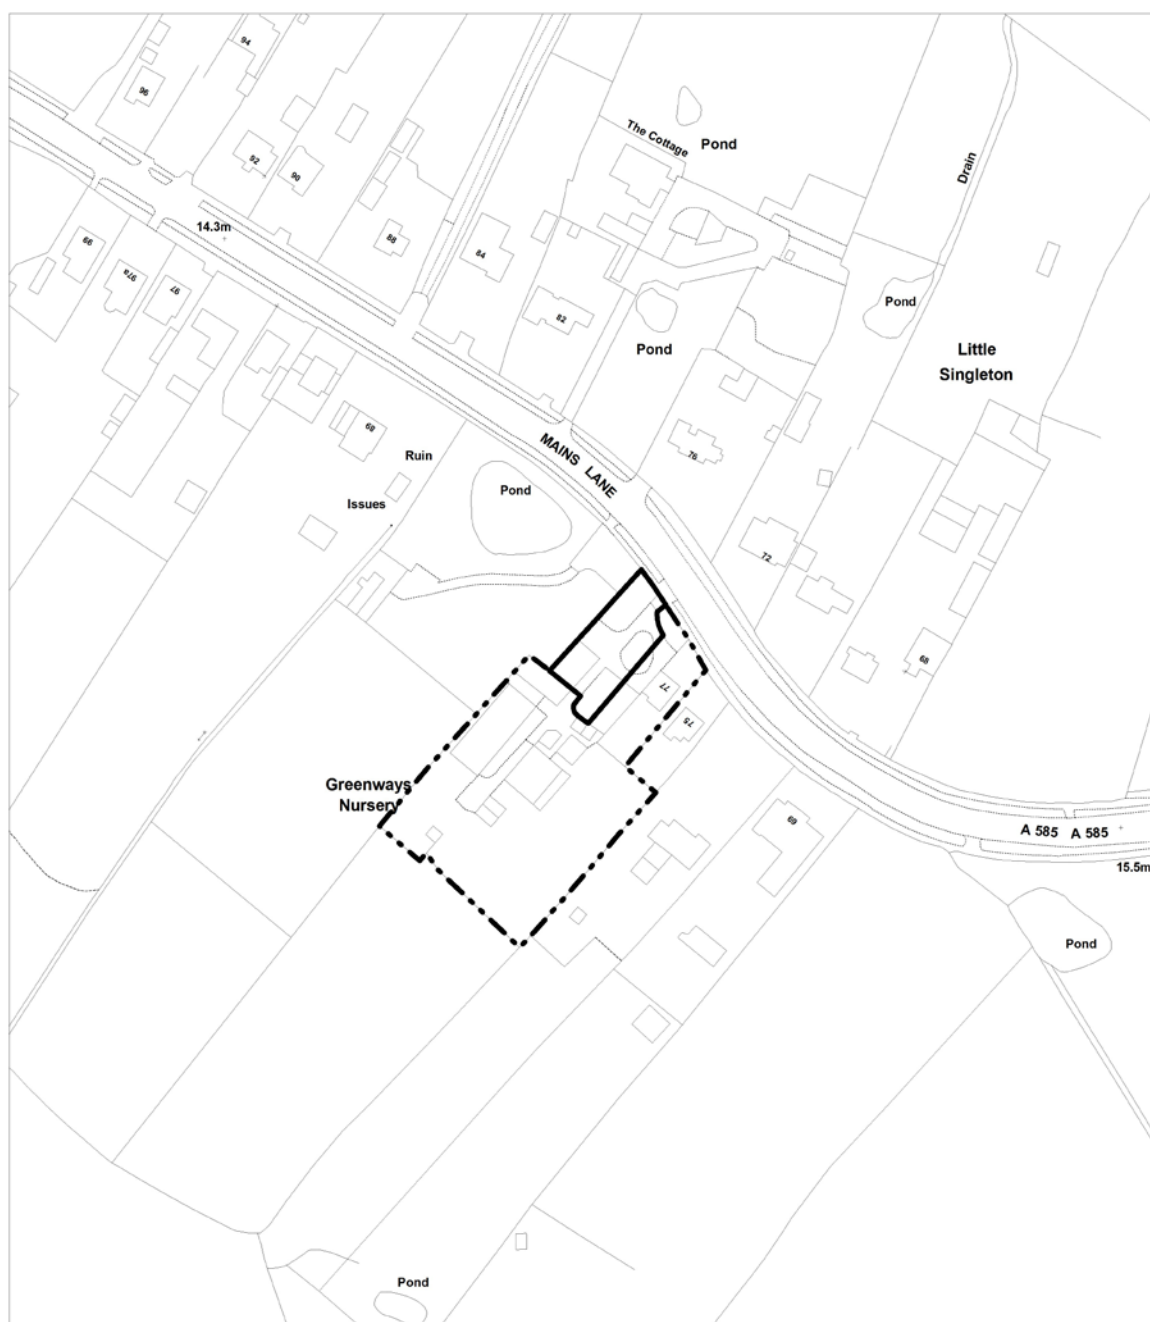 94
96
The Cottage
Pond
92
90
Drain
14.3m
88
99
84
97a
97
Pond
82
Pond
Little
Singleton
68
76
MAINS LANE
Ruin
Pond
Issues
72
68
77
75
Greenways
Nursery
69
A 585 A 585
15.5m
Pond
Pond